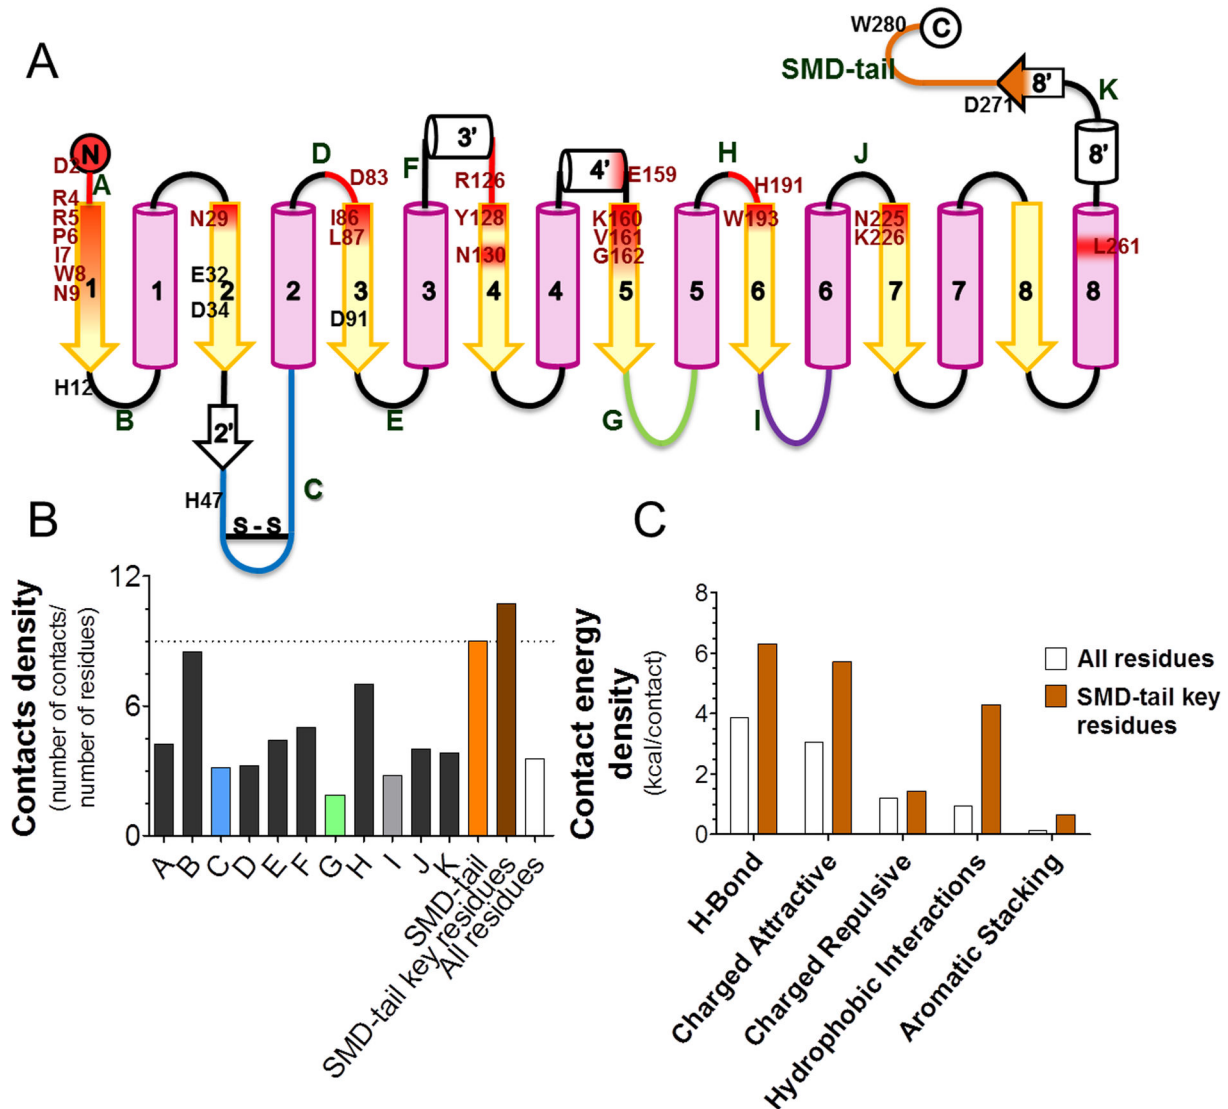 A
W280
C
SMD-tail
D271
8'
K
8'
N
D2
A
R4
R5
P6
I7
W8
N9
1
H12
B
1
N29
E32
2
D34
2'
H47
S - S
C
2
D
D83
I86
L87
3
D91
E
F
3'
3
R126
Y128
N130
4
4
4'
E159
K160
V161
G162
5
G
5
H
H191
W193
6
I
6
J
N225
K226
7
7
8
L261
8
B
Contacts density
(number of contacts/
number of residues)
12
6
0
A
B
C
D
E
F
G
H
I
J
K
SMD-tail
SMD-tail key residues
All residues
C
Contact energy
density
(kcal/contact)
8
6
4
2
0
H-Bond
Charged Attractive
Charged Repulsive
Hydrophobic Interactions
Aromatic Stacking
All residues
SMD-tail key
residues